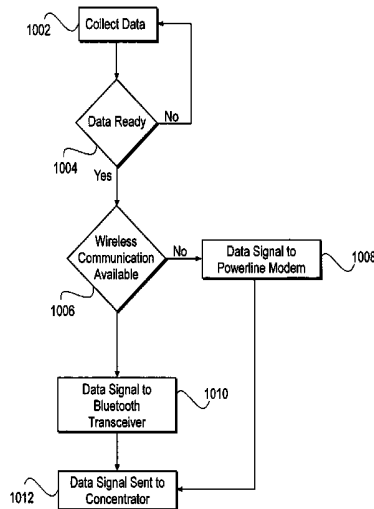 1002
Collect Data
No
Data Ready
1004
Yes
Wireless
Communication
Available
No
Data Signal to
Powerline Modem
1008
1006
Data Signal to
Bluetooth
Transceiver
1010
Data Signal Sent to
Concentrator
1012